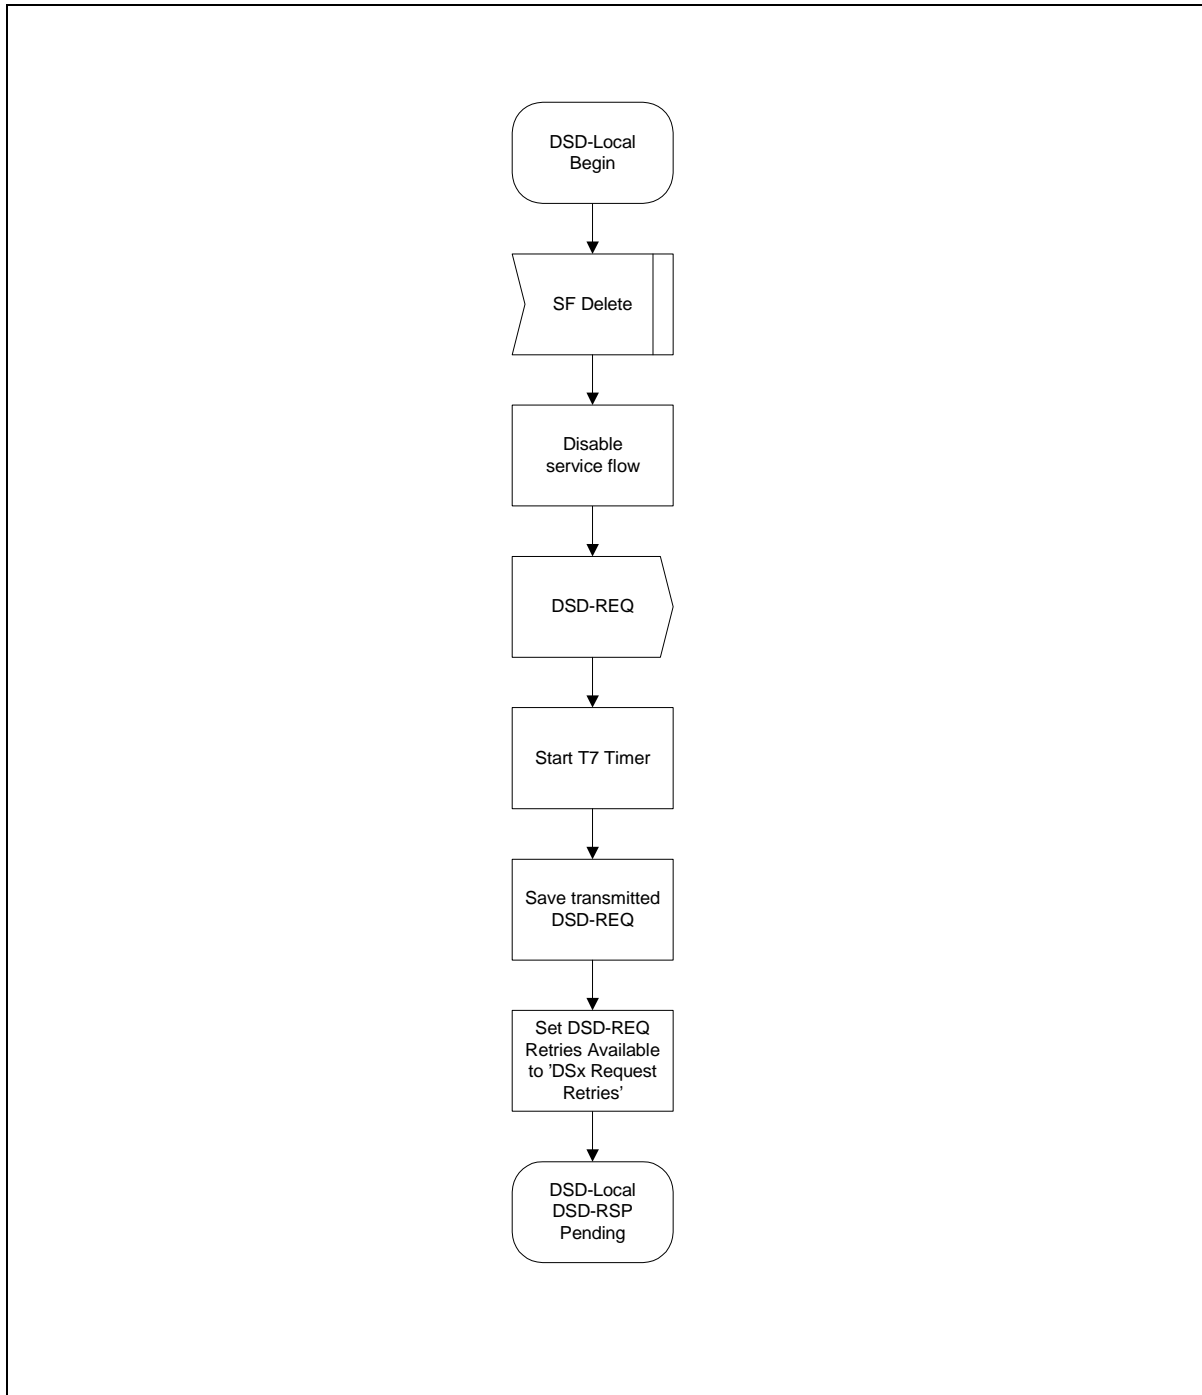 DSD-Local
Begin
SF Delete
Disable
service flow
DSD-REQ
Start T7 Timer
Save transmitted
DSD-REQ
Set DSD-REQ
Retries Available
to ’DSx Request
Retries’
DSD-Local
DSD-RSP
Pending